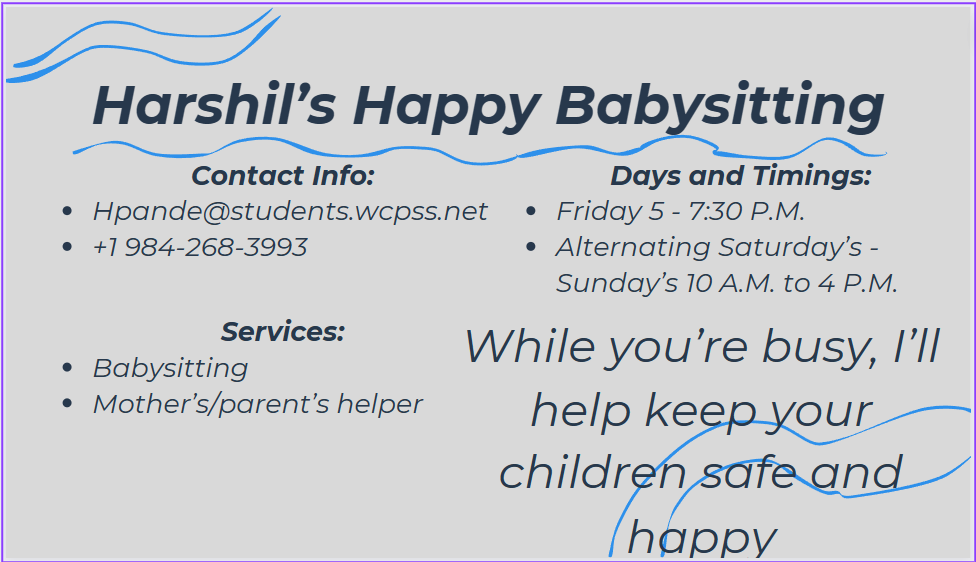 Harshil’s Happy Babysitting
Contact Info:
• Hpande@students.wcpss.net
• +1 984-268-3993
Days and Timings:
• Friday 5 - 7:30 P.M.
• Alternating Saturday’s -
Sunday’s 10 A.M. to 4 P.M.
Services:
• Babysitting
• Mother’s/parent’s helper
While you’re busy, I’ll
help keep your
children safe and
happy